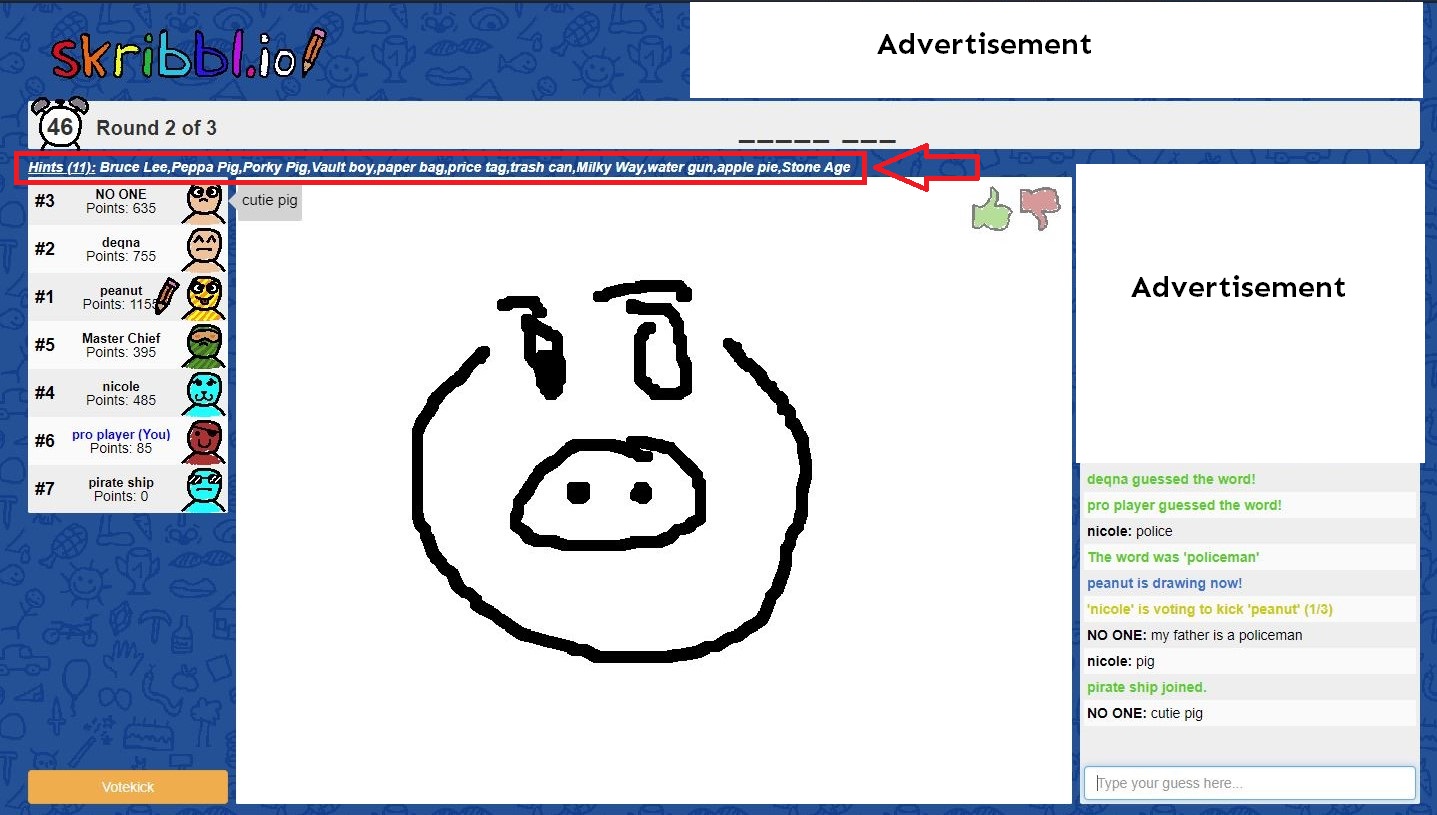 skribbl.io
Advertisement
46
Round 2 of 3
_____ ___
Hints (11): Bruce Lee,Peppa Pig,Porky Pig,Vault boy,paper bag,price tag,trash can,Milky Way,water gun,apple pie,Stone Age
#3
NO ONE
Points: 635
cutie pig
#2
deqna
Points: 755
#1
peanut
Points: 1155
#5
Master Chief
Points: 395
#4
nicole
Points: 485
#6
pro player (You)
Points: 85
#7
pirate ship
Points: 0
Votekick
Advertisement
deqna guessed the word!
pro player guessed the word!
nicole: police
The word was 'policeman'
peanut is drawing now!
'nicole' is voting to kick 'peanut' (1/3)
NO ONE: my father is a policeman
nicole: pig
pirate ship joined.
NO ONE: cutie pig
Type your guess here...